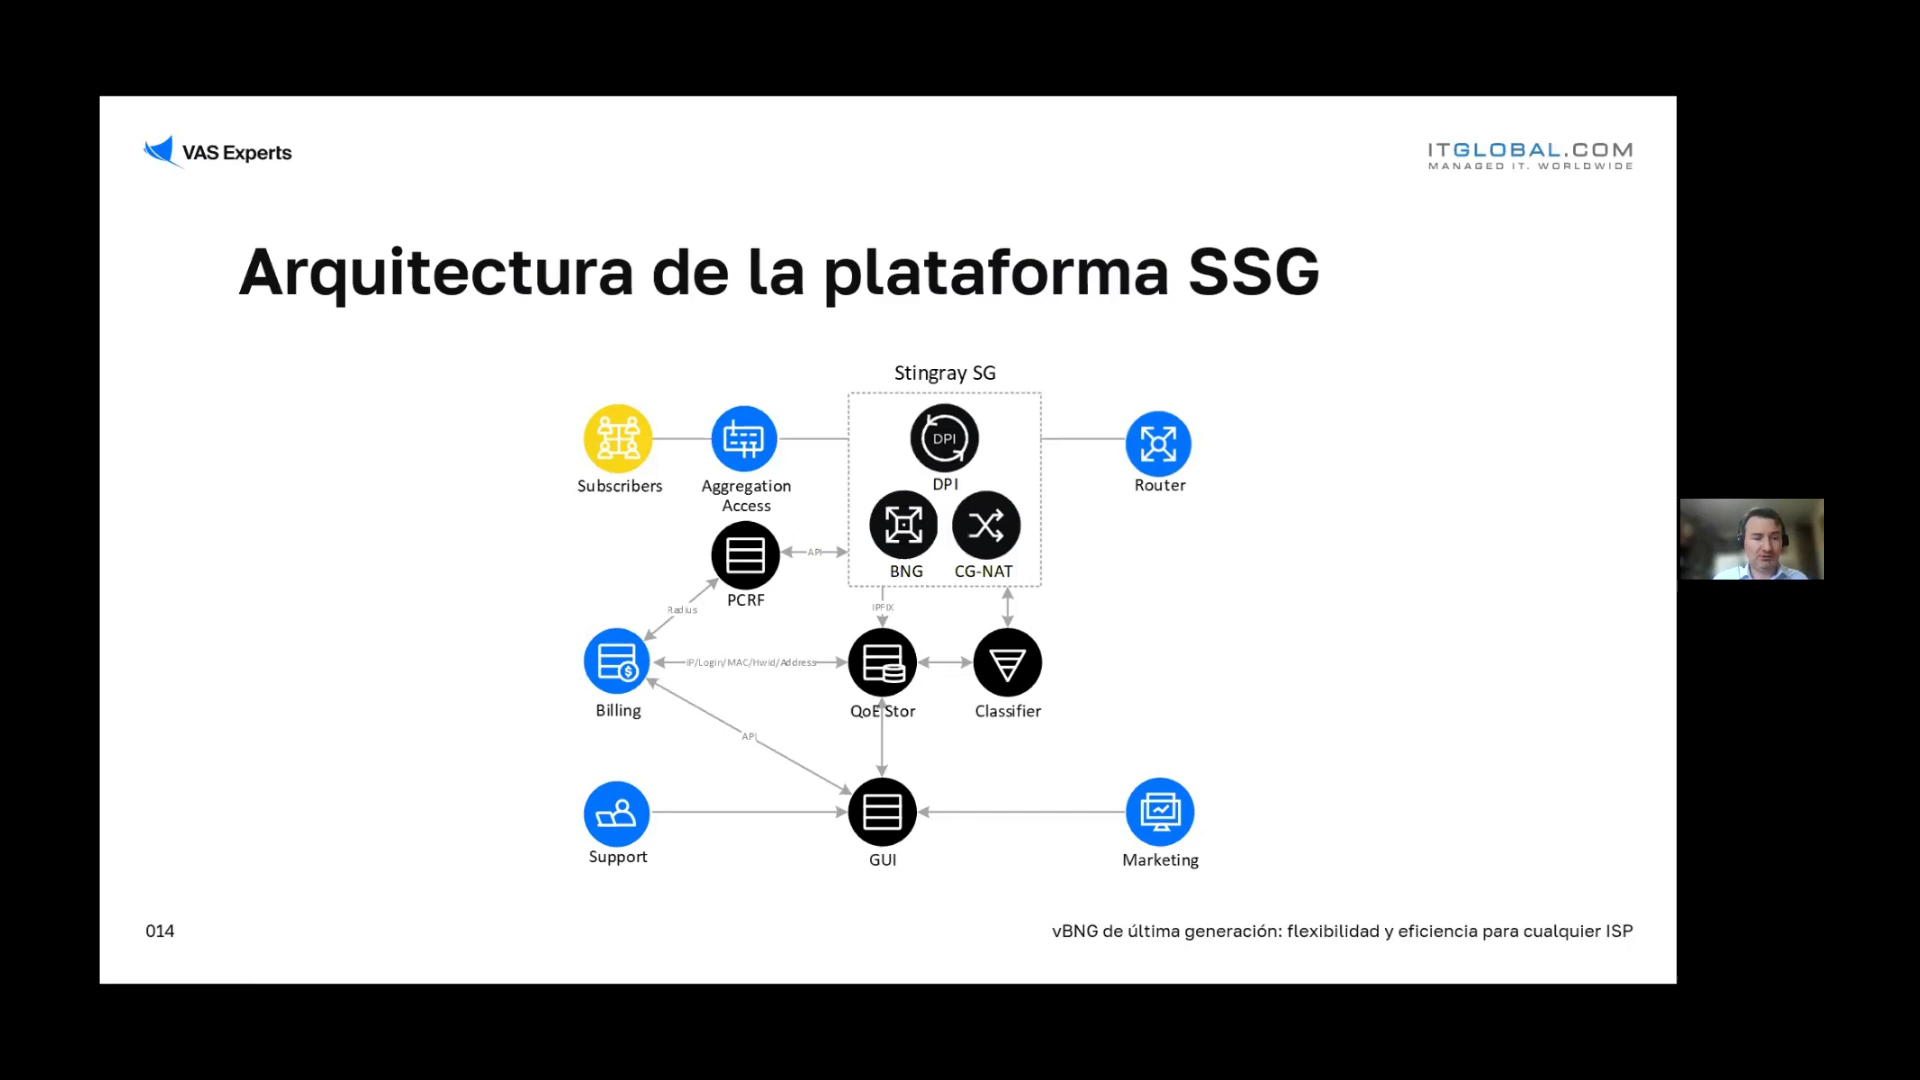 VAS Experts
ITGLOBAL.COM
MANAGED IT. WORLDWIDE
Arquitectura de la plataforma SSG
Stingray SG
DPI
DPI
Subscribers
Aggregation
Access
Router
BNG
CG-NAT
API
PCRF
Radius
IPFIX
IP/Login/MAC/Hwid/Address
Billing
QoE Stor
Classifier
API
Support
GUI
Marketing
014
vBNG de última generación: flexibilidad y eficiencia para cualquier ISP